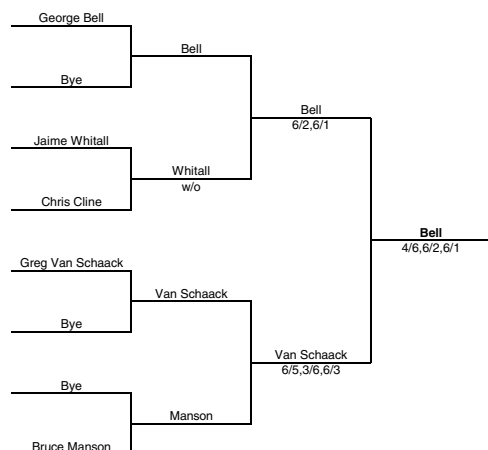 George Bell
Bell
Bye
Bell
6/2,6/1
Jaime Whitall
Whitall
w/o
Chris Cline
Bell
4/6,6/2,6/1
Greg Van Schaack
Van Schaack
Bye
Van Schaack
6/5,3/6,6/3
Bye
Manson
Bruce Manson